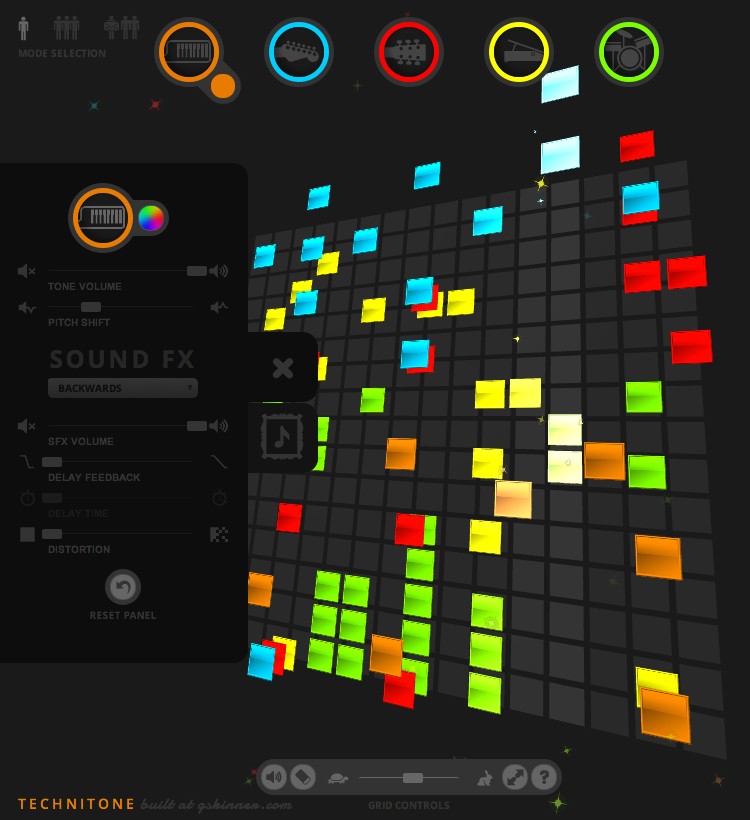 MODE SELECTION
TONE VOLUME
PITCH SHIFT
SOUND FX
BACKWARDS
SFX VOLUME
DELAY FEEDBACK
DELAY TIME
DISTORTION
RESET PANEL
?
TECHNITONE built at gskinner.com
GRID CONTROLS